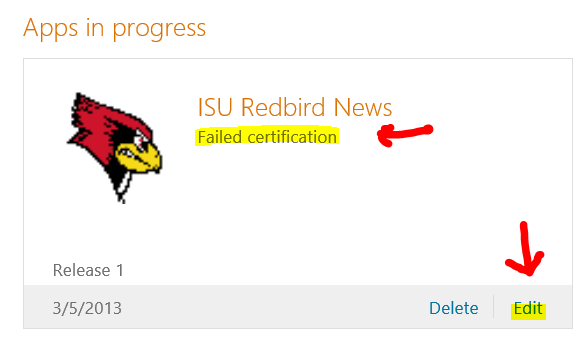 Apps in progress
ISU Redbird News
Failed certification
Release 1
3/5/2013 Delete Edit